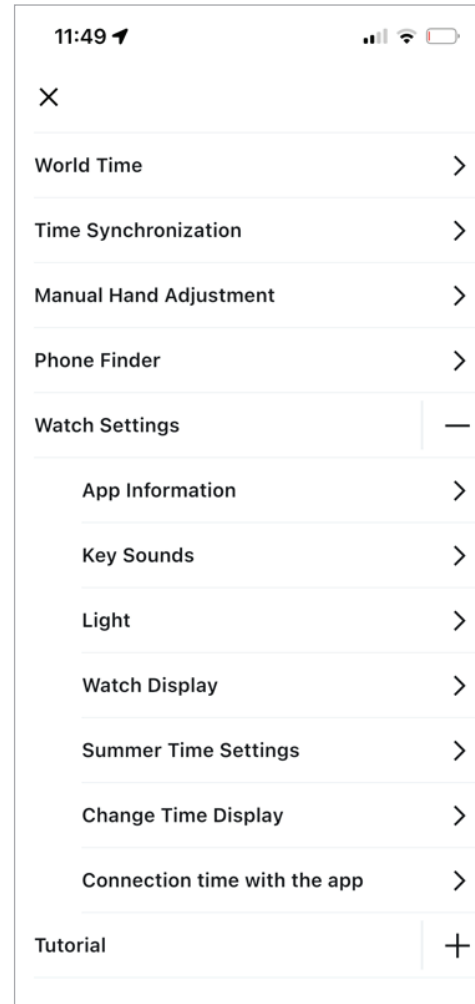 11:49
World Time
Time Synchronization
Manual Hand Adjustment
Phone Finder
Watch Settings
App Information
Key Sounds
Light
Watch Display
Summer Time Settings
Change Time Display
Connection time with the app
Tutorial